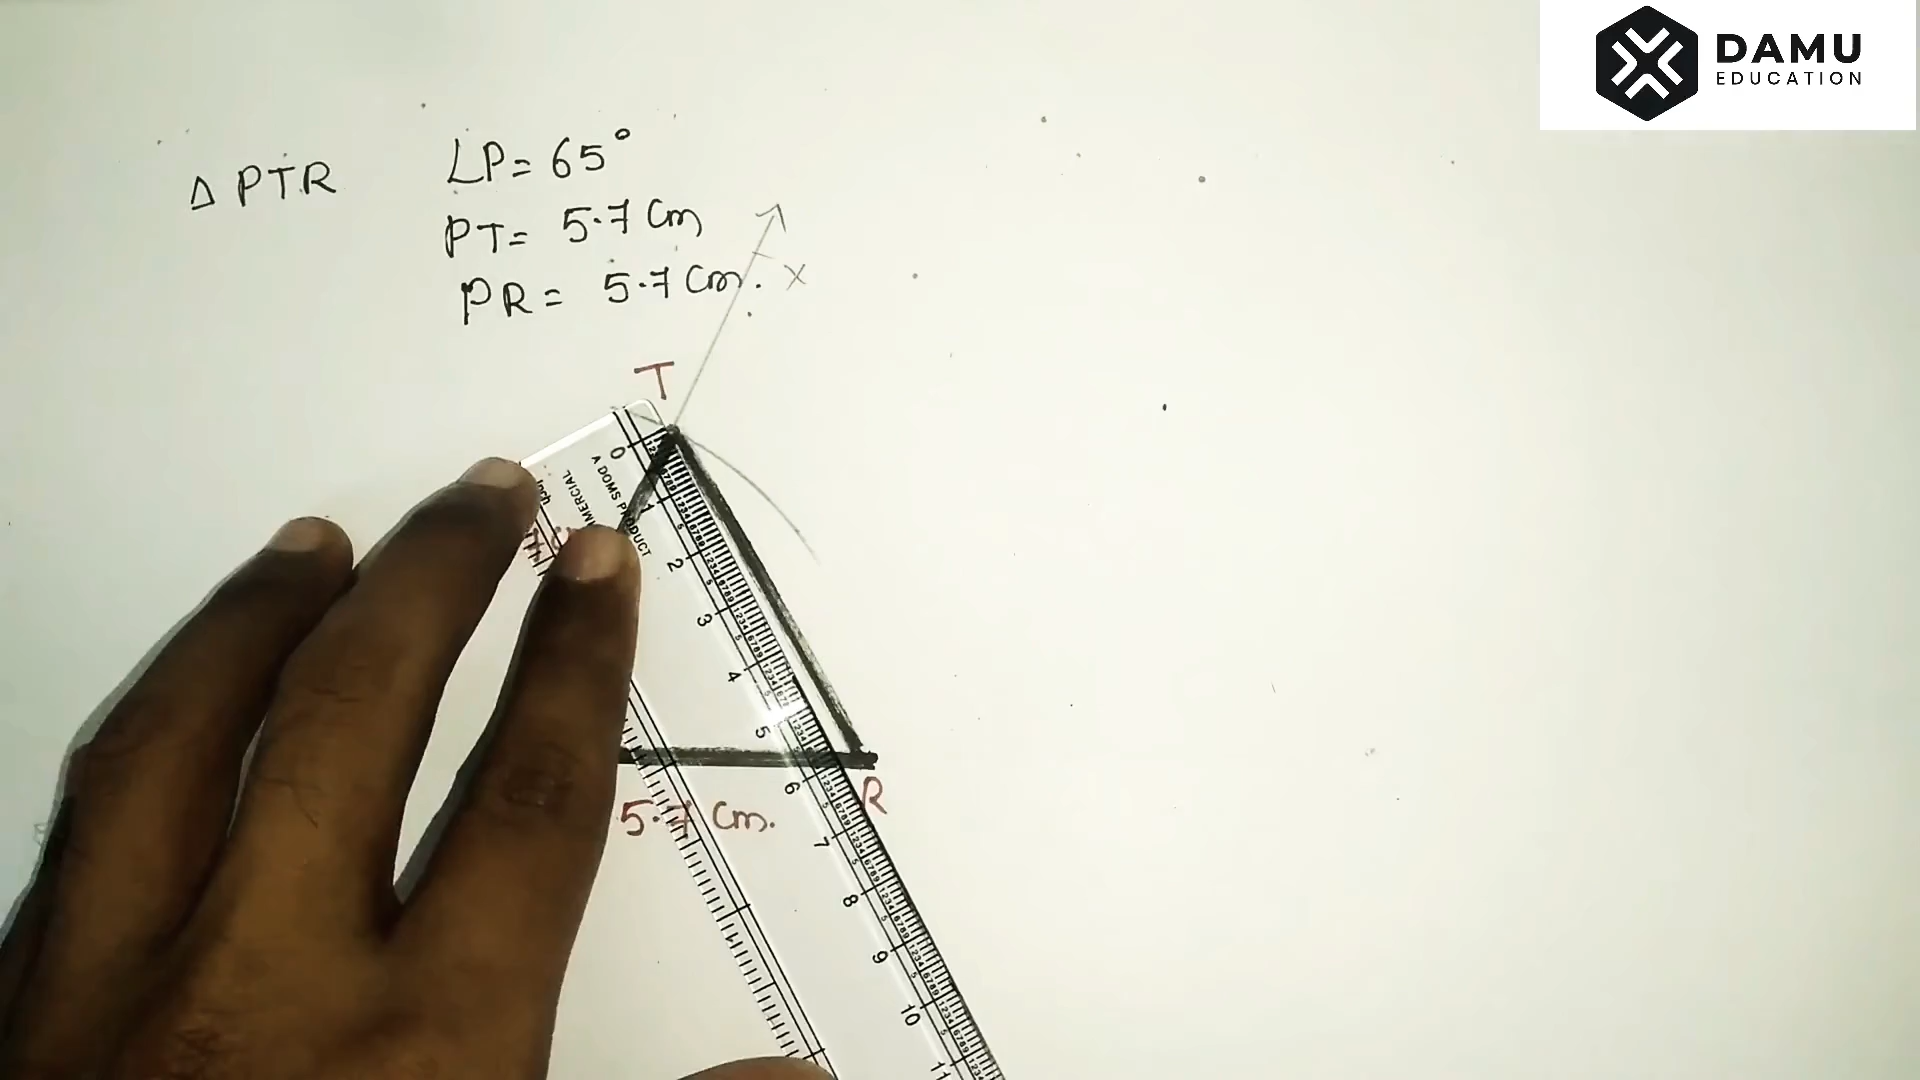 DAMU
EDUCATION
Δ PTR
∠P= 65°
PT= 5.7 Cm
PR= 5.7 Cm.
X
T
0
1
2
3
4
5
6
7
8
9
10
11
Inch
A DOMS PRODUCT
R
5.7 Cm.